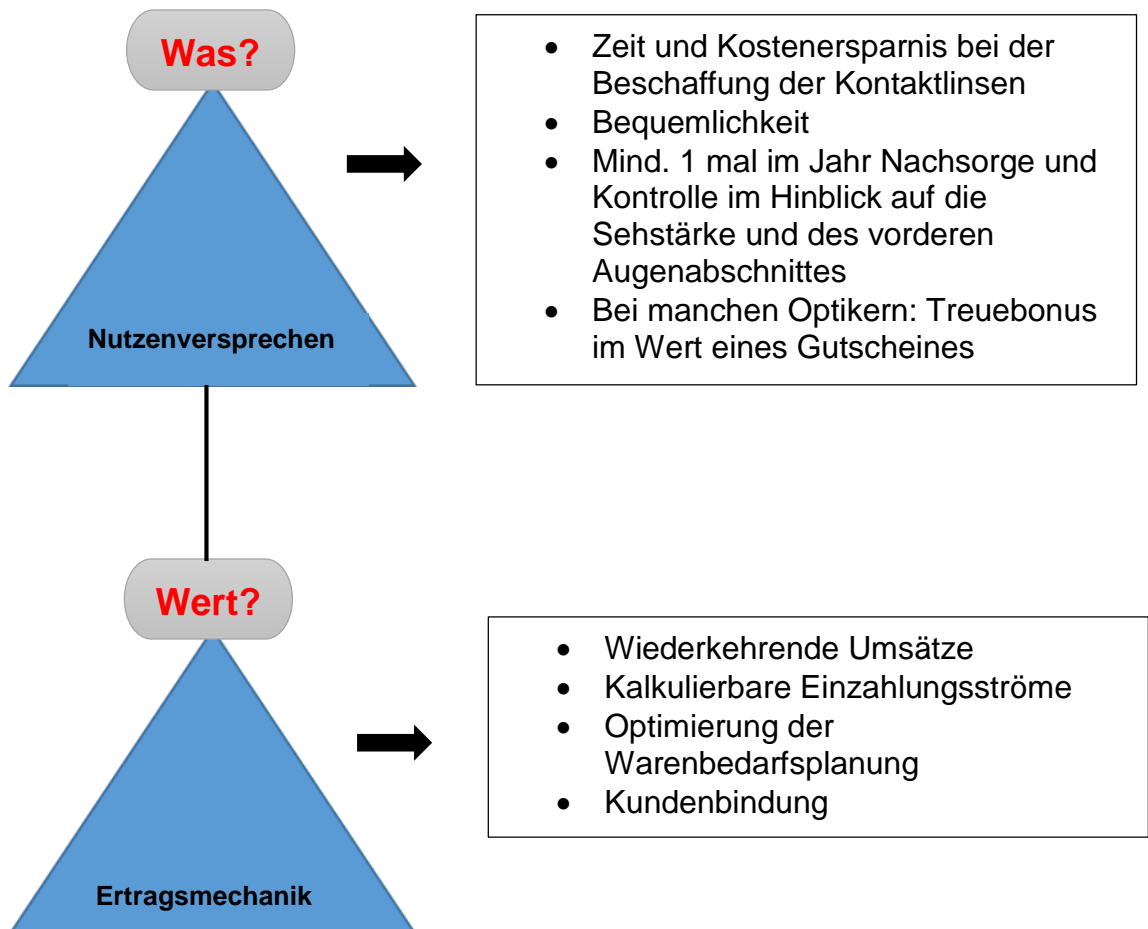 Was?
Nutzenversprechen
• Zeit und Kostenersparnis bei der
Beschaffung der Kontaktlinsen
• Bequemlichkeit
• Mind. 1 mal im Jahr Nachsorge und
Kontrolle im Hinblick auf die
Sehstärke und des vorderen
Augenabschnittes
• Bei manchen Optikern: Treuebonus
im Wert eines Gutscheines
Wert?
Ertragsmechanik
• Wiederkehrende Umsätze
• Kalkulierbare Einzahlungsströme
• Optimierung der
Warenbedarfsplanung
• Kundenbindung